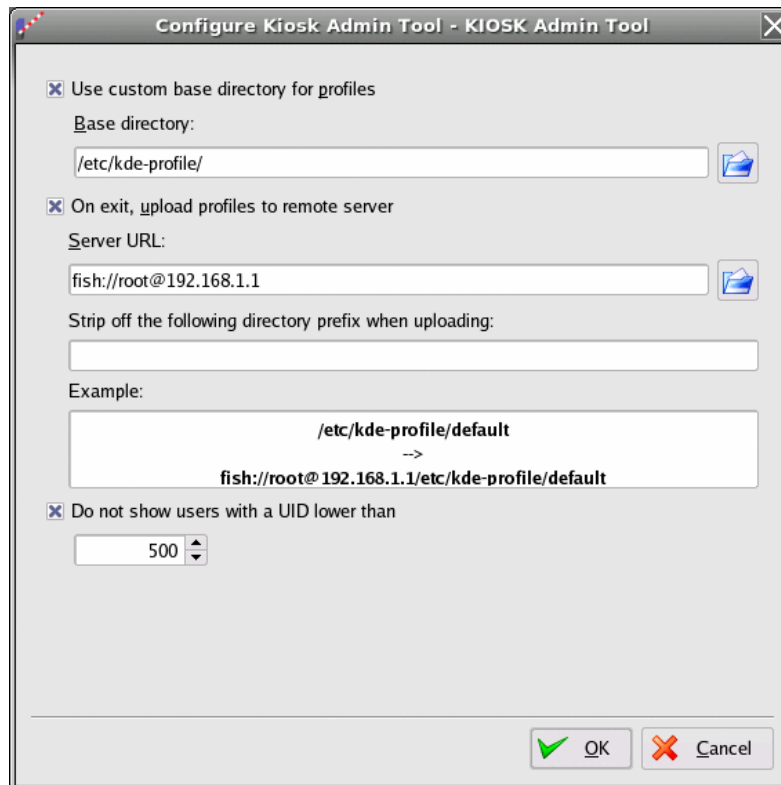 Configure Kiosk Admin Tool - KIOSK Admin Tool
Use custom base directory for profiles
Base directory:
/etc/kde-profile/
On exit, upload profiles to remote server
Server URL:
fish://root@192.168.1.1
Strip off the following directory prefix when uploading:
Example:
/etc/kde-profile/default
-->
fish://root@192.168.1.1/etc/kde-profile/default
Do not show users with a UID lower than
500
OK
Cancel